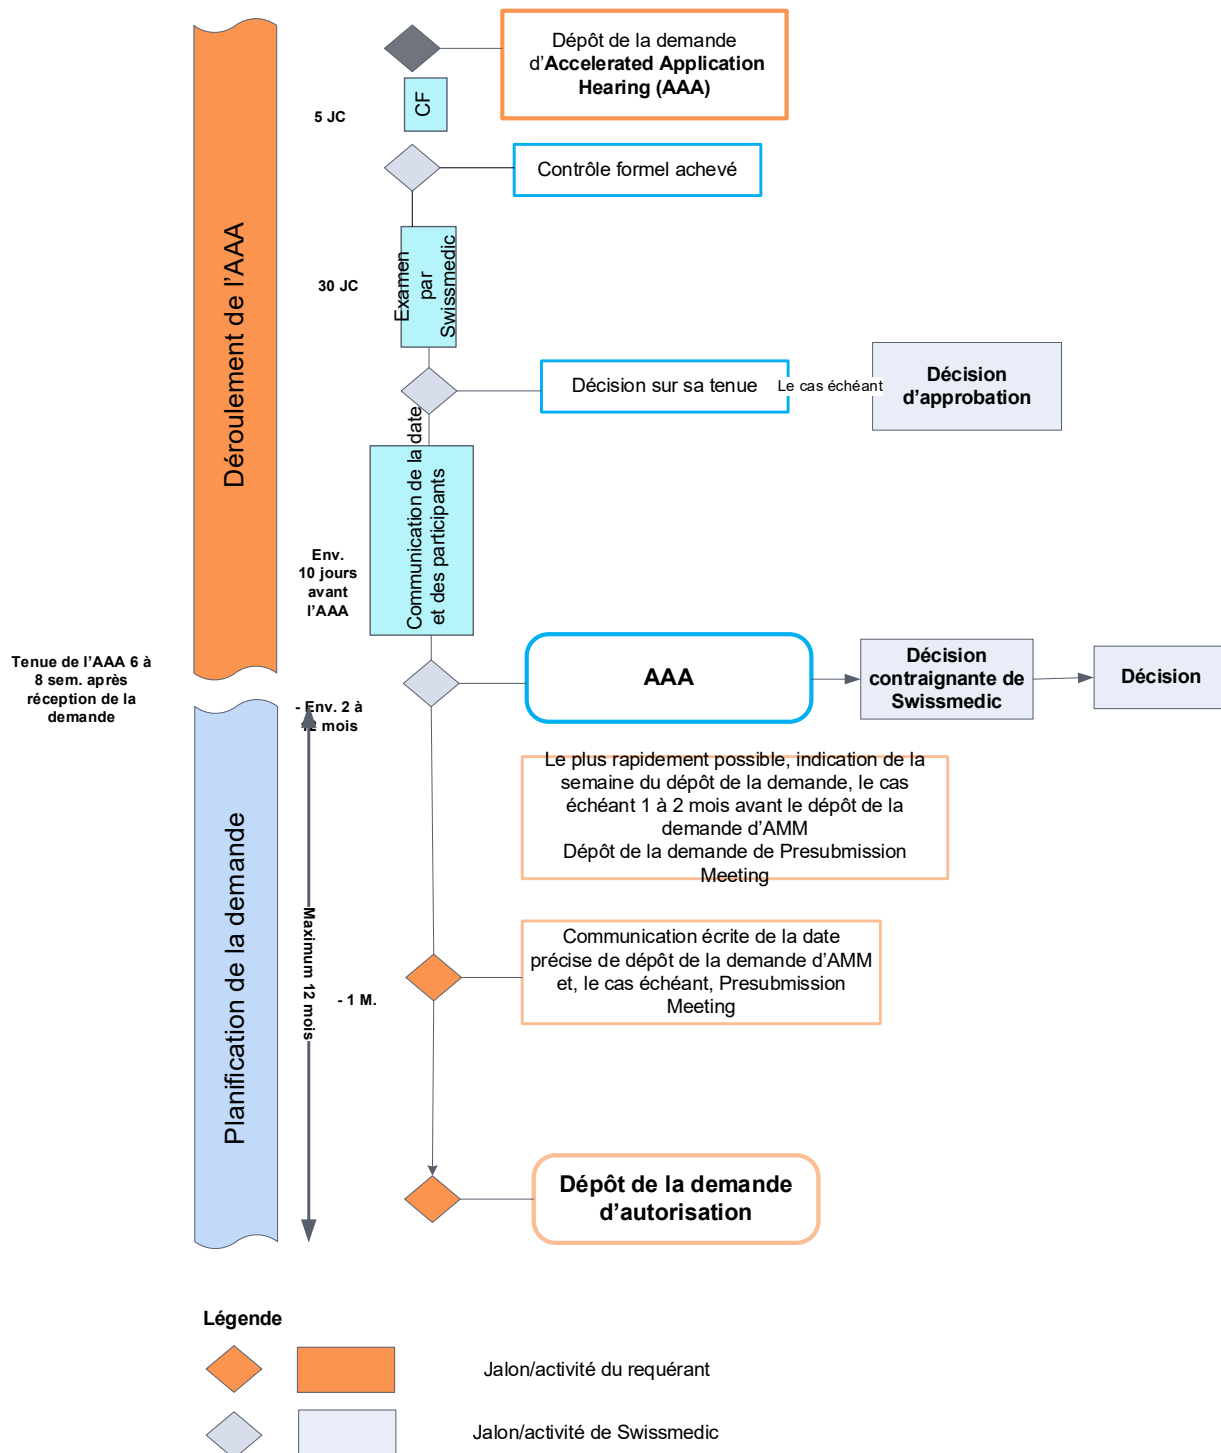 Dépôt de la demande
d’Accelerated Application
Hearing (AAA)
CF
5 JC
Contrôle formel achevé
Déroulement de l’AAA
Examen
par
Swissmedic
30 JC
Décision sur sa tenue
Le cas échéant
Décision
d’approbation
Communication de la date
et des participants
Env.
10 jours
avant
l’AAA
Tenue de l’AAA 6 à
8 sem. après
réception de la
demande
- Env. 2 à
12 mois
AAA
Décision
contraignante de
Swissmedic
Décision
Le plus rapidement possible, indication de la
semaine du dépôt de la demande, le cas
échéant 1 à 2 mois avant le dépôt de la
demande d’AMM
Dépôt de la demande de Presubmission
Meeting
Planification de la demande
Maximum 12 mois
- 1 M.
Communication écrite de la date
précise de dépôt de la demande d’AMM
et, le cas échéant, Presubmission
Meeting
Dépôt de la demande
d’autorisation
Légende
Jalon/activité du requérant
Jalon/activité de Swissmedic